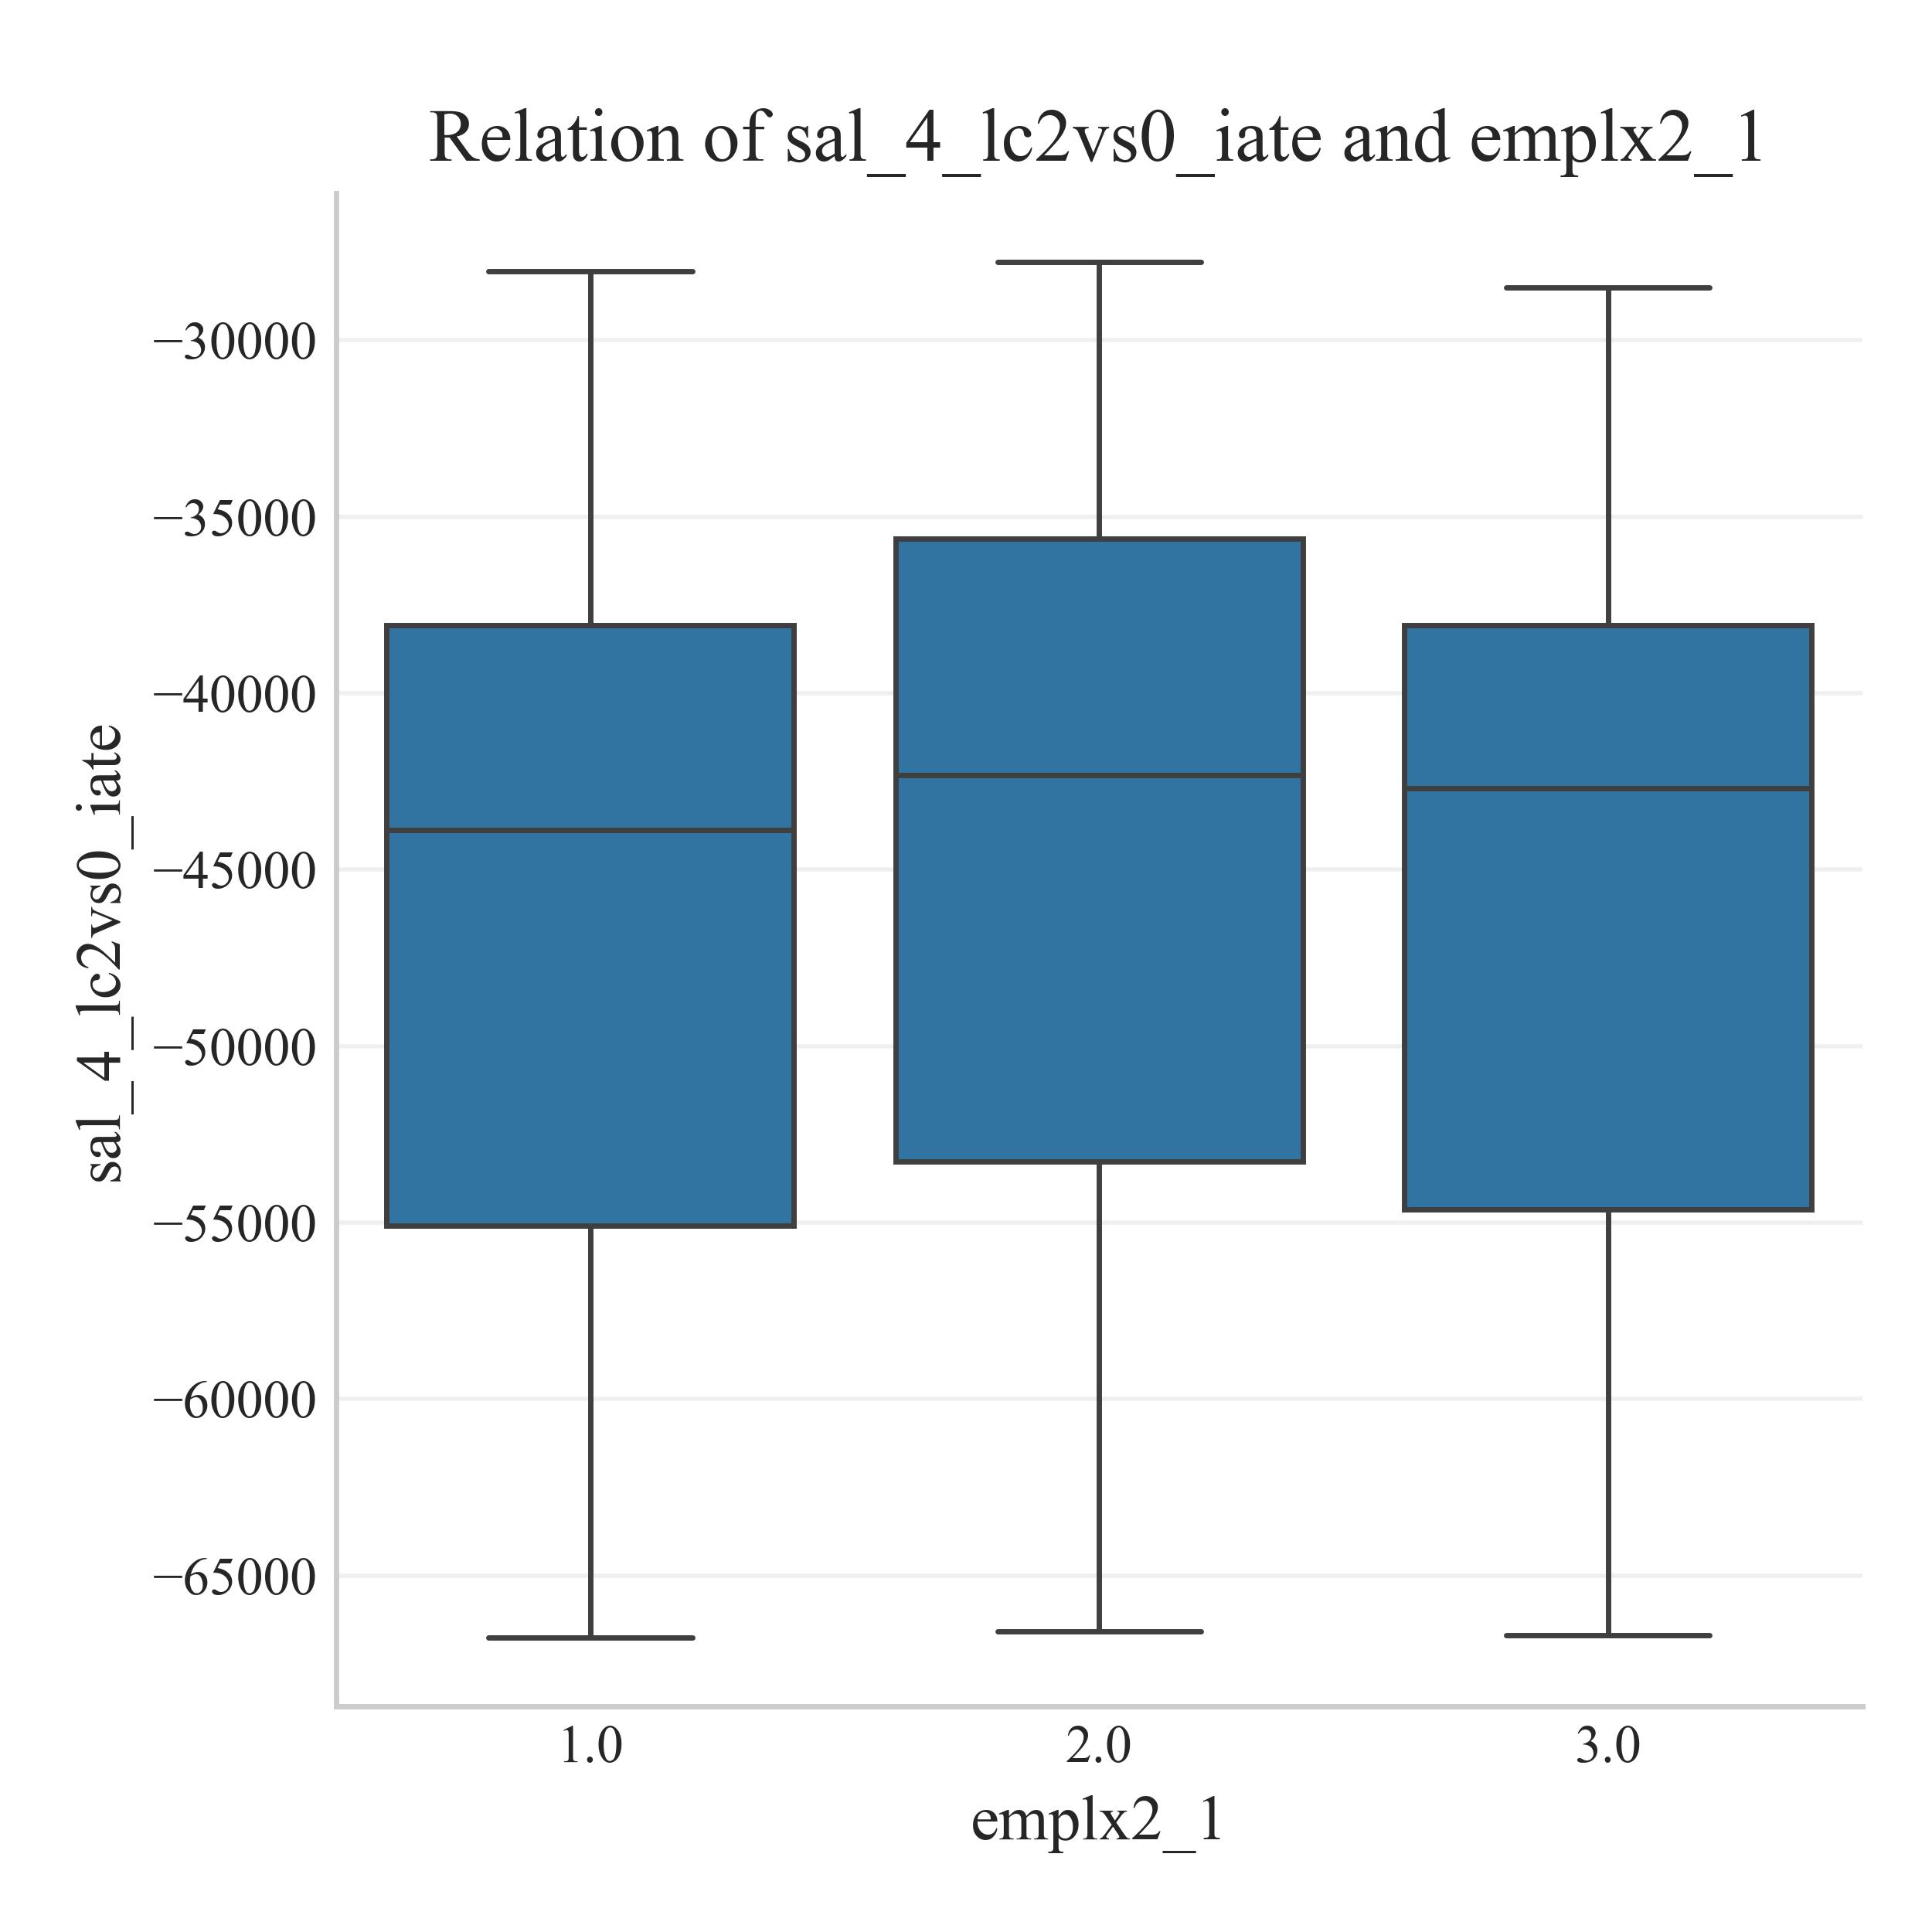 Relation of sal_4_lc2vs0_iate and emplx2_1
sal_4_lc2vs0_iate
−30000
−35000
−40000
−45000
−50000
−55000
−60000
−65000
1.0 2.0 3.0
emplx2_1